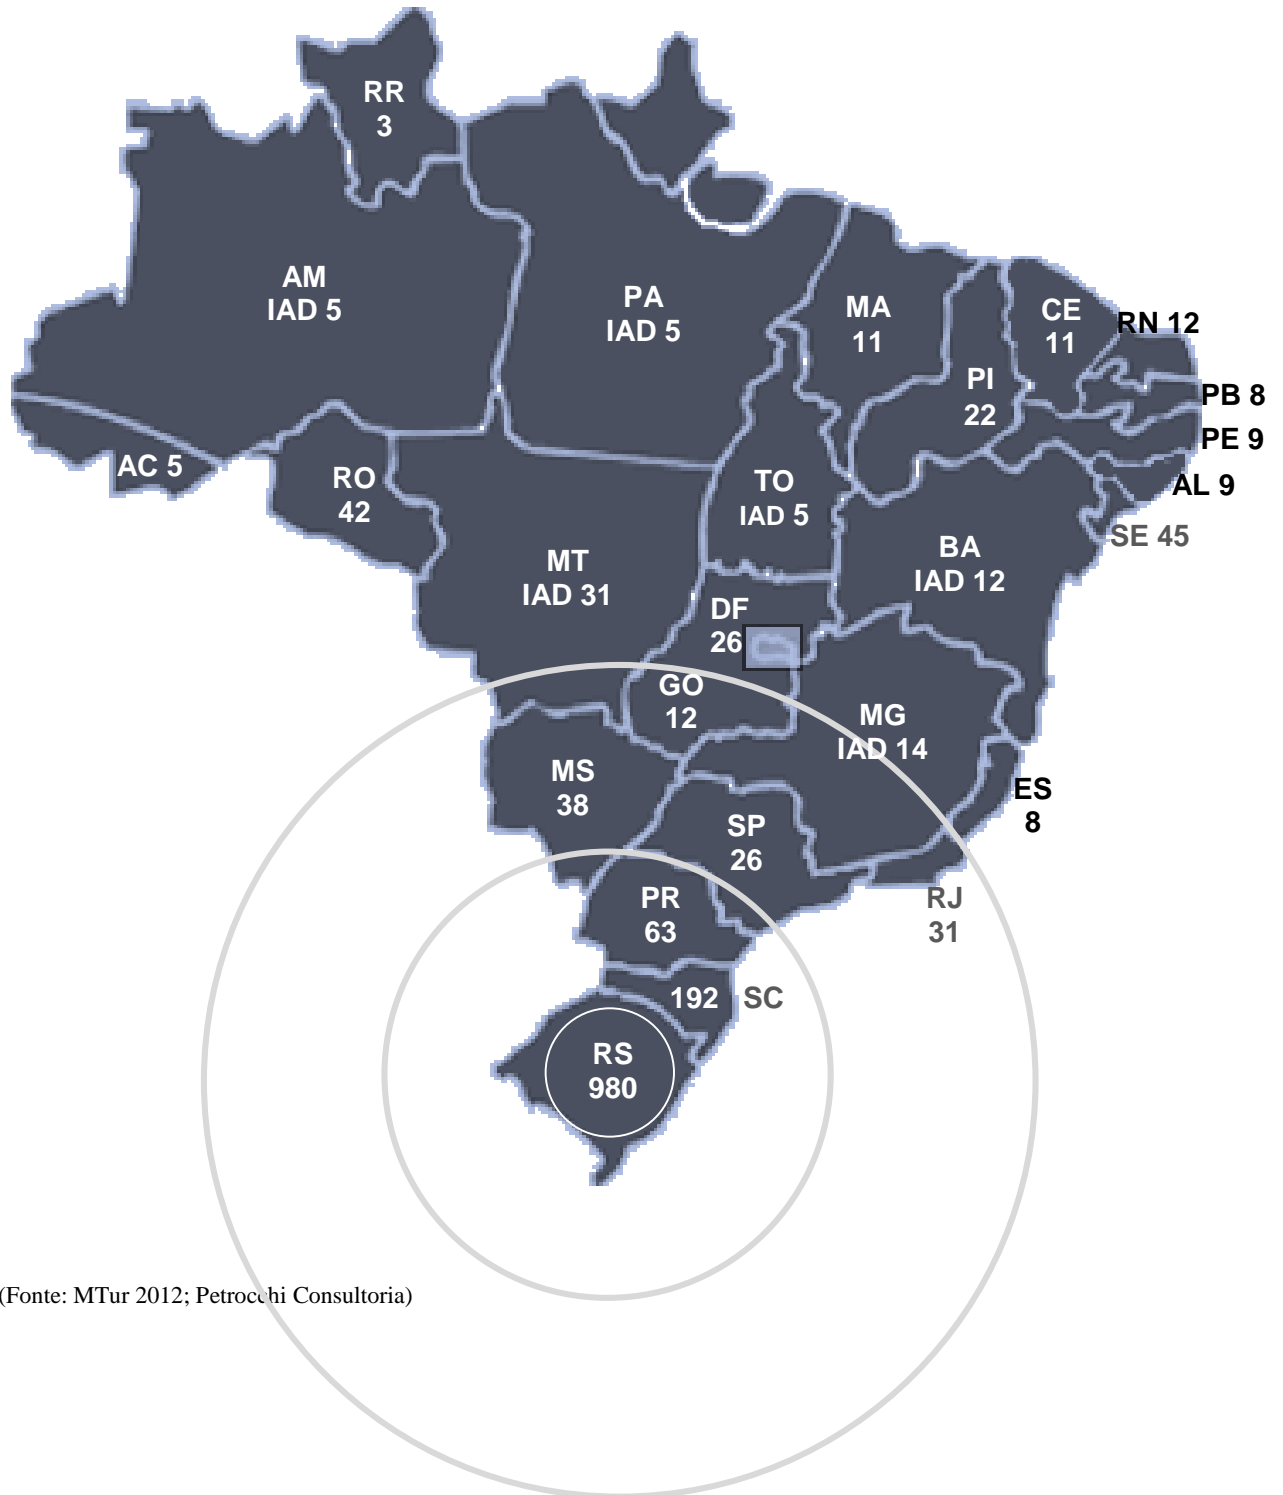 RR
3
AM
IAD 5
PA
IAD 5
MA
11
CE
11
RN 12
PI
22
PB 8
PE 9
AC 5
RO
42
TO
IAD 5
AL 9
SE 45
MT
IAD 31
BA
IAD 12
DF
26
GO
12
MG
IAD 14
MS
38
ES
8
SP
26
PR
63
RJ
31
192 SC
RS
980
(Fonte: MTur 2012; Petrocchi Consultoria)